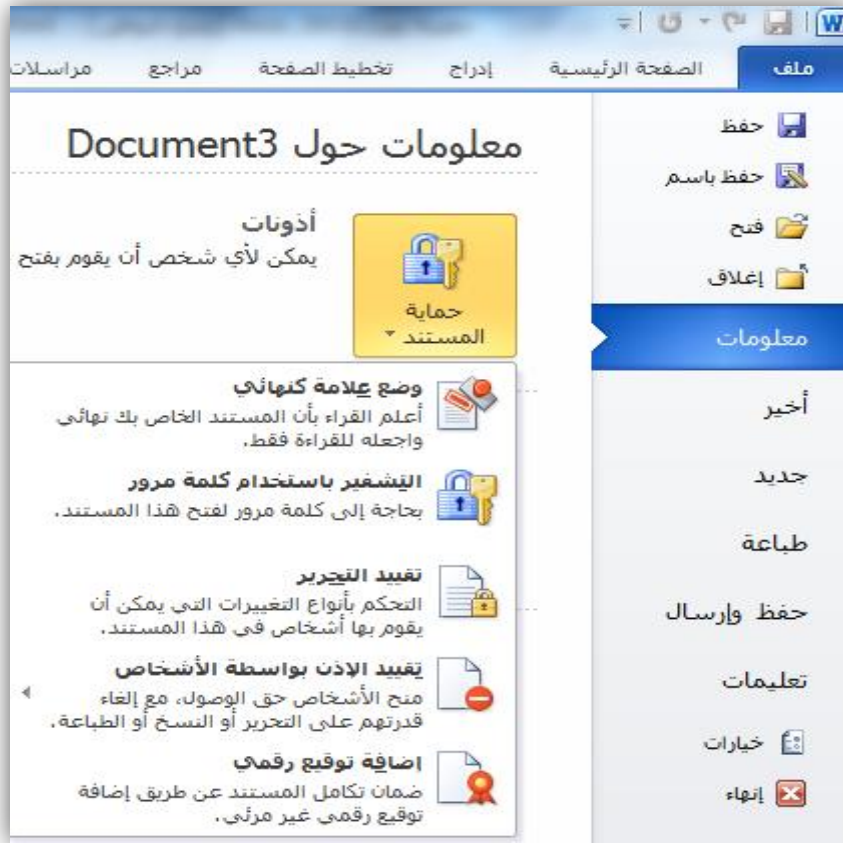 W
ملف
الصفحة الرئيسية
إدراج
تخطيط الصفحة
مراجع
مراسلات
حفظ
حفظ باسم
فتح
إغلاق
معلومات
أخير
جديد
طباعة
حفظ وإرسال
تعليمات
خيارات
إنهاء
معلومات حول Document3
أذونات
يمكن لأي شخص أن يقوم بفتح
حماية
المستند
وضع علامة كنهائي
أعلم القراء بأن المستند الخاص بك نهائي
واجعله للقراءة فقط.
التشفير باستخدام كلمة مرور
بحاجة إلى كلمة مرور لفتح هذا المستند.
تقييد التحرير
التحكم بأنواع التغييرات التي يمكن أن
يقوم بها أشخاص في هذا المستند.
تقييد الإذن بواسطة الأشخاص
منح الأشخاص حق الوصول، مع إلغاء
قدرتهم على التحرير أو النسخ أو الطباعة.
إضافة توقيع رقمي
ضمان تكامل المستند عن طريق إضافة
توقيع رقمي غير مرئي.